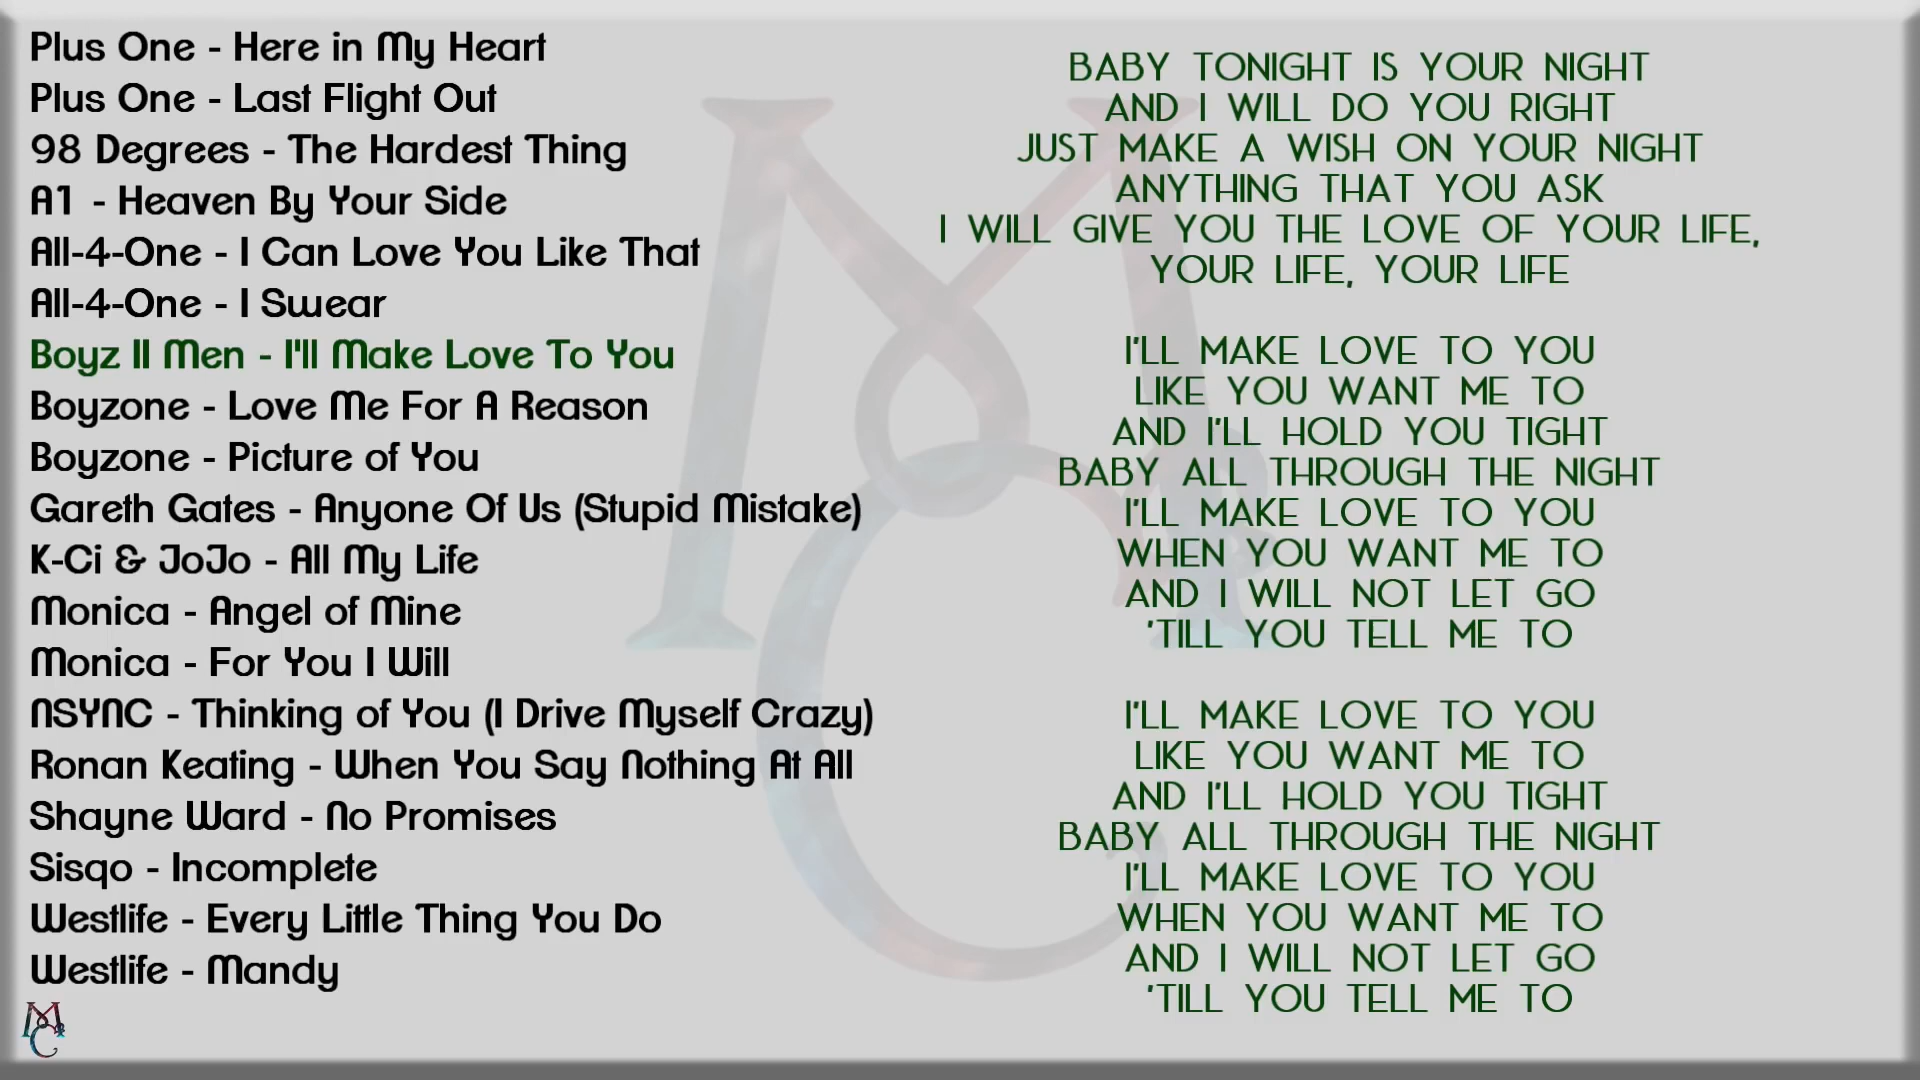 Plus One - Here in My Heart
Plus One - Last Flight Out
98 Degrees - The Hardest Thing
A1 - Heaven By Your Side
All-4-One - I Can Love You Like That
All-4-One - I Swear
Boyz II Men - I'll Make Love To You
Boyzone - Love Me For A Reason
Boyzone - Picture of You
Gareth Gates - Anyone Of Us (Stupid Mistake)
K-Ci & JoJo - All My Life
Monica - Angel of Mine
Monica - For You I Will
NSYNC - Thinking of You (I Drive Myself Crazy)
Ronan Keating - When You Say Nothing At All
Shayne Ward - No Promises
Sisqo - Incomplete
Westlife - Every Little Thing You Do
Westlife - Mandy
BABY TONIGHT IS YOUR NIGHT
AND I WILL DO YOU RIGHT
JUST MAKE A WISH ON YOUR NIGHT
ANYTHING THAT YOU ASK
I WILL GIVE YOU THE LOVE OF YOUR LIFE,
YOUR LIFE, YOUR LIFE
I'LL MAKE LOVE TO YOU
LIKE YOU WANT ME TO
AND I'LL HOLD YOU TIGHT
BABY ALL THROUGH THE NIGHT
I'LL MAKE LOVE TO YOU
WHEN YOU WANT ME TO
AND I WILL NOT LET GO
'TILL YOU TELL ME TO
I'LL MAKE LOVE TO YOU
LIKE YOU WANT ME TO
AND I'LL HOLD YOU TIGHT
BABY ALL THROUGH THE NIGHT
I'LL MAKE LOVE TO YOU
WHEN YOU WANT ME TO
AND I WILL NOT LET GO
'TILL YOU TELL ME TO